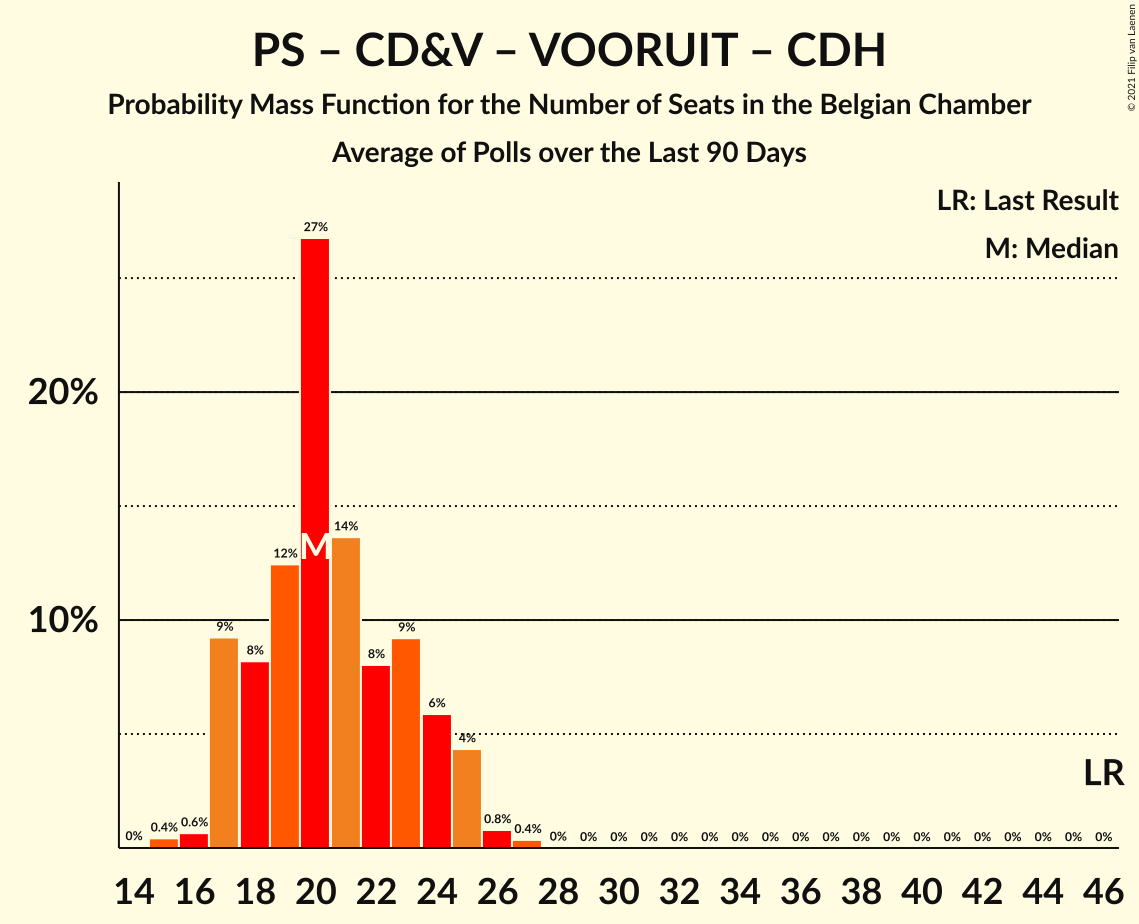 PS – CD&V – VOORUIT – CDH
Probability Mass Function for the Number of Seats in the Belgian Chamber
Average of Polls over the Last 90 Days
© 2021 Filip van Laenen
LR: Last Result
M: Median
27%
20%
14%
M
12%
10%
9%
9%
8%
8%
6%
4%
LR
0% 0.4% 0.6% 0.8% 0.4% 0% 0% 0% 0% 0% 0% 0% 0% 0% 0% 0% 0% 0% 0% 0% 0% 0% 0% 0%
14 16 18 20 22 24 26 28 30 32 34 36 38 40 42 44 46